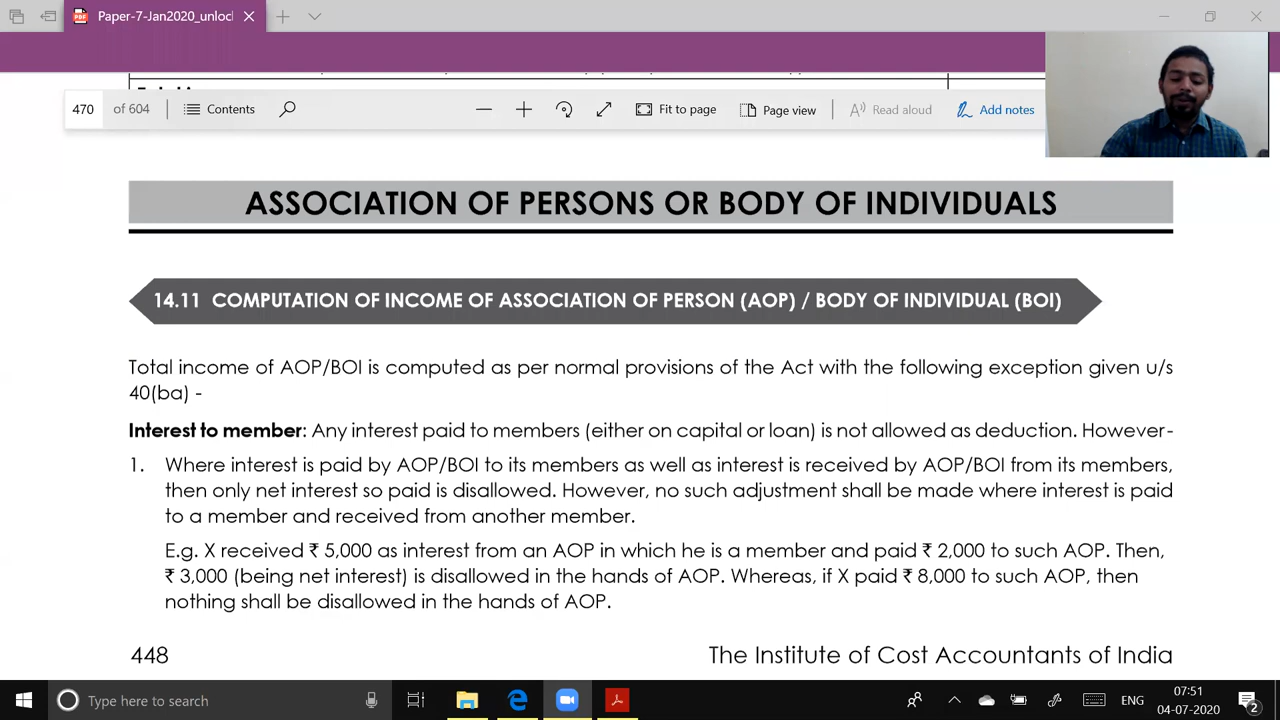 Paper-7-Jan2020_unlock
470 of 604 Contents Fit to page Page view Read aloud Add notes
ASSOCIATION OF PERSONS OR BODY OF INDIVIDUALS
14.11 COMPUTATION OF INCOME OF ASSOCIATION OF PERSON (AOP) / BODY OF INDIVIDUAL (BOI)
Total income of AOP/BOI is computed as per normal provisions of the Act with the following exception given u/s
40(ba) -
Interest to member: Any interest paid to members (either on capital or loan) is not allowed as deduction. However-
1. Where interest is paid by AOP/BOI to its members as well as interest is received by AOP/BOI from its members,
then only net interest so paid is disallowed. However, no such adjustment shall be made where interest is paid
to a member and received from another member.
E.g. X received ₹ 5,000 as interest from an AOP in which he is a member and paid ₹ 2,000 to such AOP. Then,
₹ 3,000 (being net interest) is disallowed in the hands of AOP. Whereas, if X paid ₹ 8,000 to such AOP, then
nothing shall be disallowed in the hands of AOP.
448 The Institute of Cost Accountants of India
Type here to search ENG 07:51
04-07-2020 2